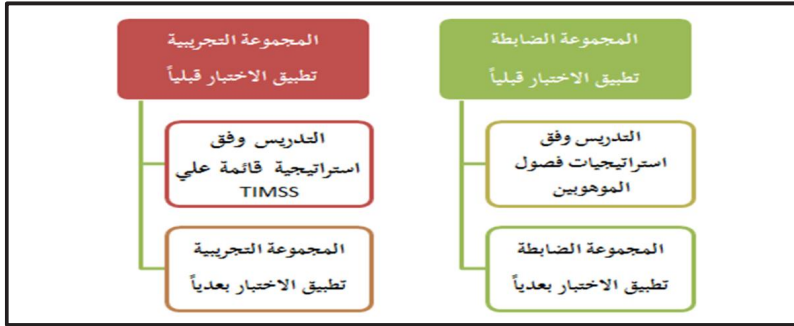 المجموعة الضابطة
تطبيق الاختبار قبلياً
التدريس وفق
استراتيجيات فصول
الموهوبين
المجموعة الضابطة
تطبيق الاختبار بعدياً
المجموعة التجريبية
تطبيق الاختبار قبلياً
التدريس وفق
استراتيجية قائمة علي
TIMSS
المجموعة التجريبية
تطبيق الاختبار بعدياً